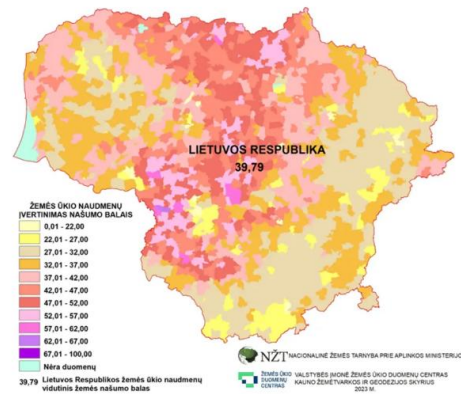 LIETUVOS RESPUBLIKA
39,79
ŽEMĖS ŪKIO NAUDMENŲ
ĮVERTINIMAS NAŠUMO BALAIS
0,01 - 22,00
22,01 - 27,00
27,01 - 32,00
32,01 - 37,00
37,01 - 42,00
42,01 - 47,00
47,01 - 52,00
52,01 - 57,00
57,01 - 62,00
62,01 - 67,00
67,01 - 100,00
Nėra duomenų
39,79 Lietuvos Respublikos žemės ūkio naudmenų
vidutinis žemės našumo balas
NŽT NACIONALINĖ ŽEMĖS TARNYBA PRIE APLINKOS MINISTERIJO
ŽEMĖS ŪKIO
DUOMENŲ
CENTRAS
VALSTYBĖS ĮMONĖ ŽEMĖS ŪKIO DUOMENŲ CENTRAS
KAUNO ŽEMĖTVARKOS IR GEODEZIJOS SKYRIUS
2023 M.